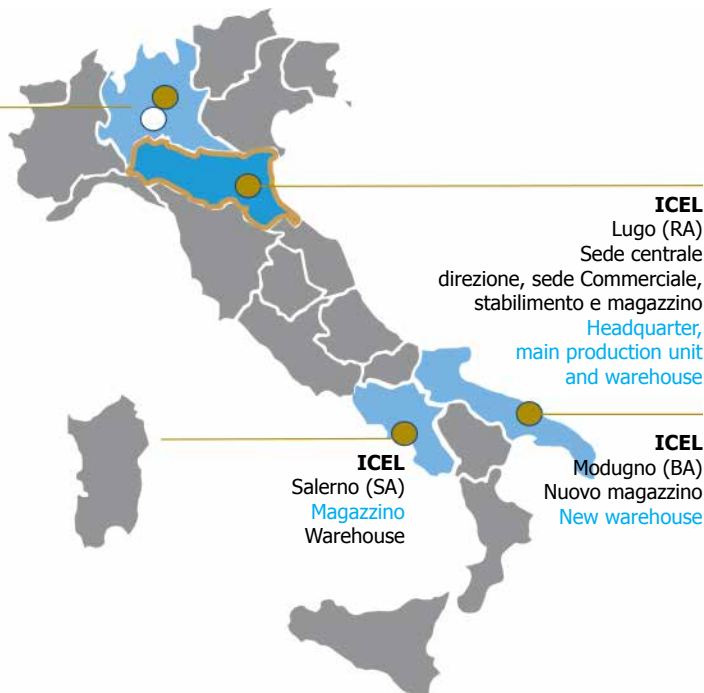 ICEL
Lugo (RA)
Sede centrale
direzione, sede Commerciale,
stabilimento e magazzino
Headquarter,
main production unit
and warehouse
ICEL
Salerno (SA)
Magazzino
Warehouse
ICEL
Modugno (BA)
Nuovo magazzino
New warehouse